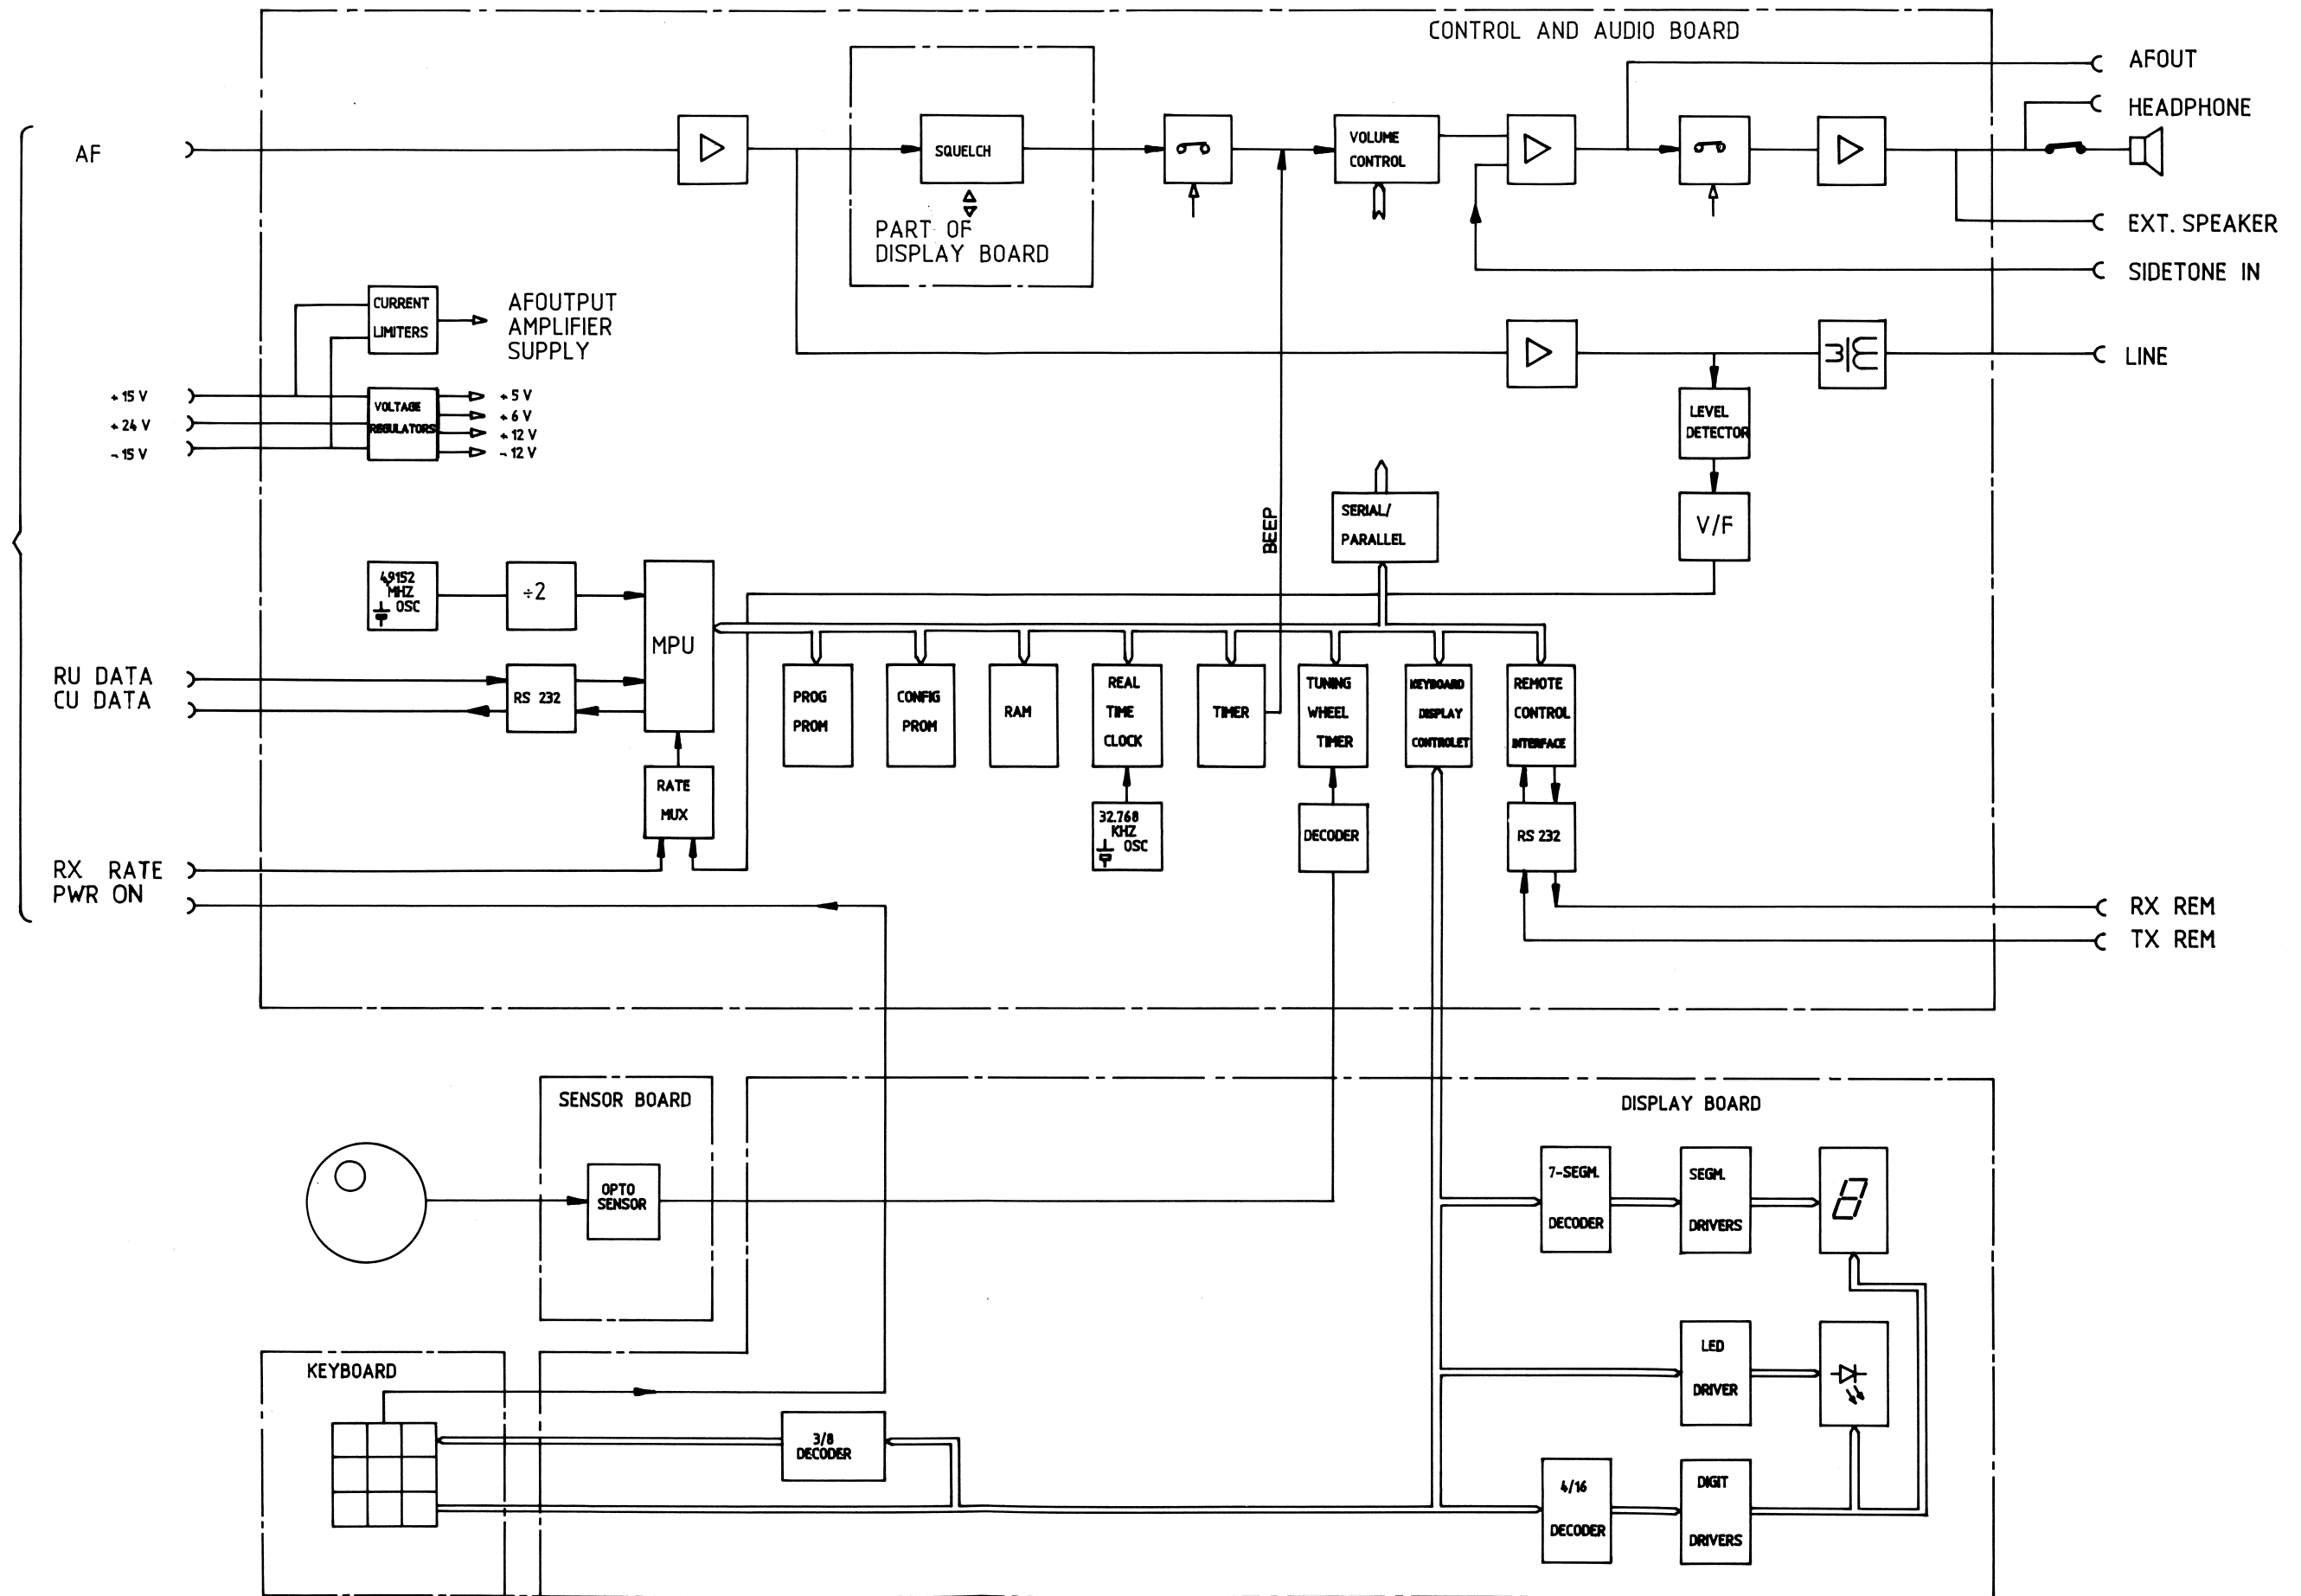 CONTROL AND AUDIO BOARD
AFOUT
HEADPHONE
AF
SQUELCH
VOLUME
CONTROL
PART OF
DISPLAY BOARD
EXT. SPEAKER
SIDETONE IN
CURRENT
LIMITERS
AFOUTPUT
AMPLIFIER
SUPPLY
LINE
+15 V
+24 V
-15 V
VOLTAGE
REGULATORS
+5 V
+6 V
+12 V
-12 V
LEVEL
DETECTOR
BEEP
SERIAL/
PARALLEL
V/F
4,9152
MHZ
OSC
÷2
MPU
RU DATA
CU DATA
RS 232
PROG
PROM
CONFIG
PROM
RAM
REAL
TIME
CLOCK
TIMER
TUNING
WHEEL
TIMER
KEYBOARD
DISPLAY
CONTROLET
REMOTE
CONTROL
INTERFACE
RATE
MUX
32.768
KHZ
OSC
DECODER
RS 232
RX RATE
PWR ON
RX REM
TX REM
SENSOR BOARD
DISPLAY BOARD
OPTO
SENSOR
7-SEGM.
DECODER
SEGM.
DRIVERS
8
KEYBOARD
LED
DRIVER
3/8
DECODER
4/16
DECODER
DIGIT
DRIVERS